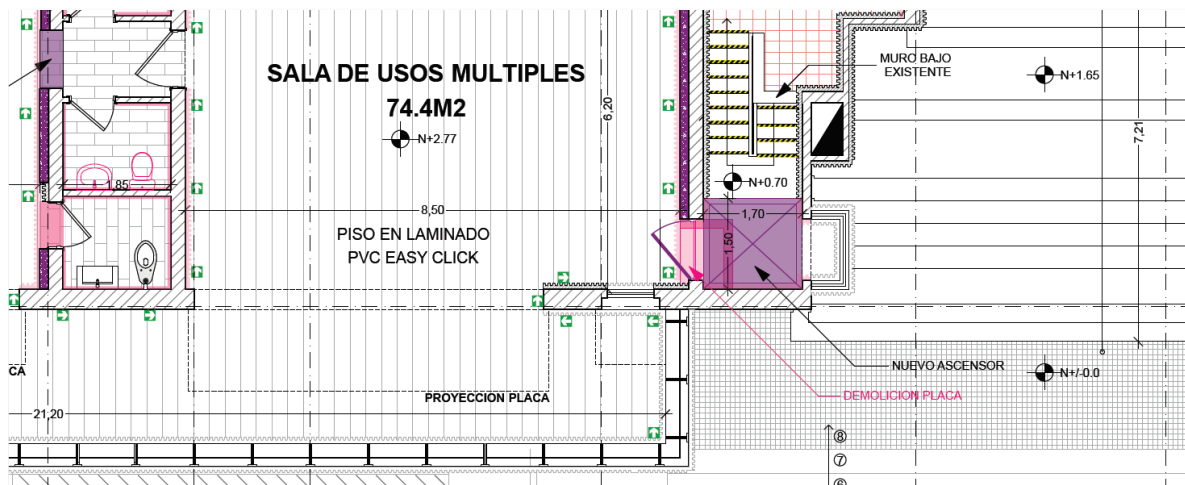 SALA DE USOS MULTIPLES
74.4M2
N+2.77
6,20
MURO BAJO
EXISTENTE
N+1.65
7,21
1,85
N+0.70
8,50
1,70
1,50
PISO EN LAMINADO
PVC EASY CLICK
CA
NUEVO ASCENSOR
N+/-0.0
PROYECCION PLACA
DEMOLICION PLACA
21,20
8
7
6